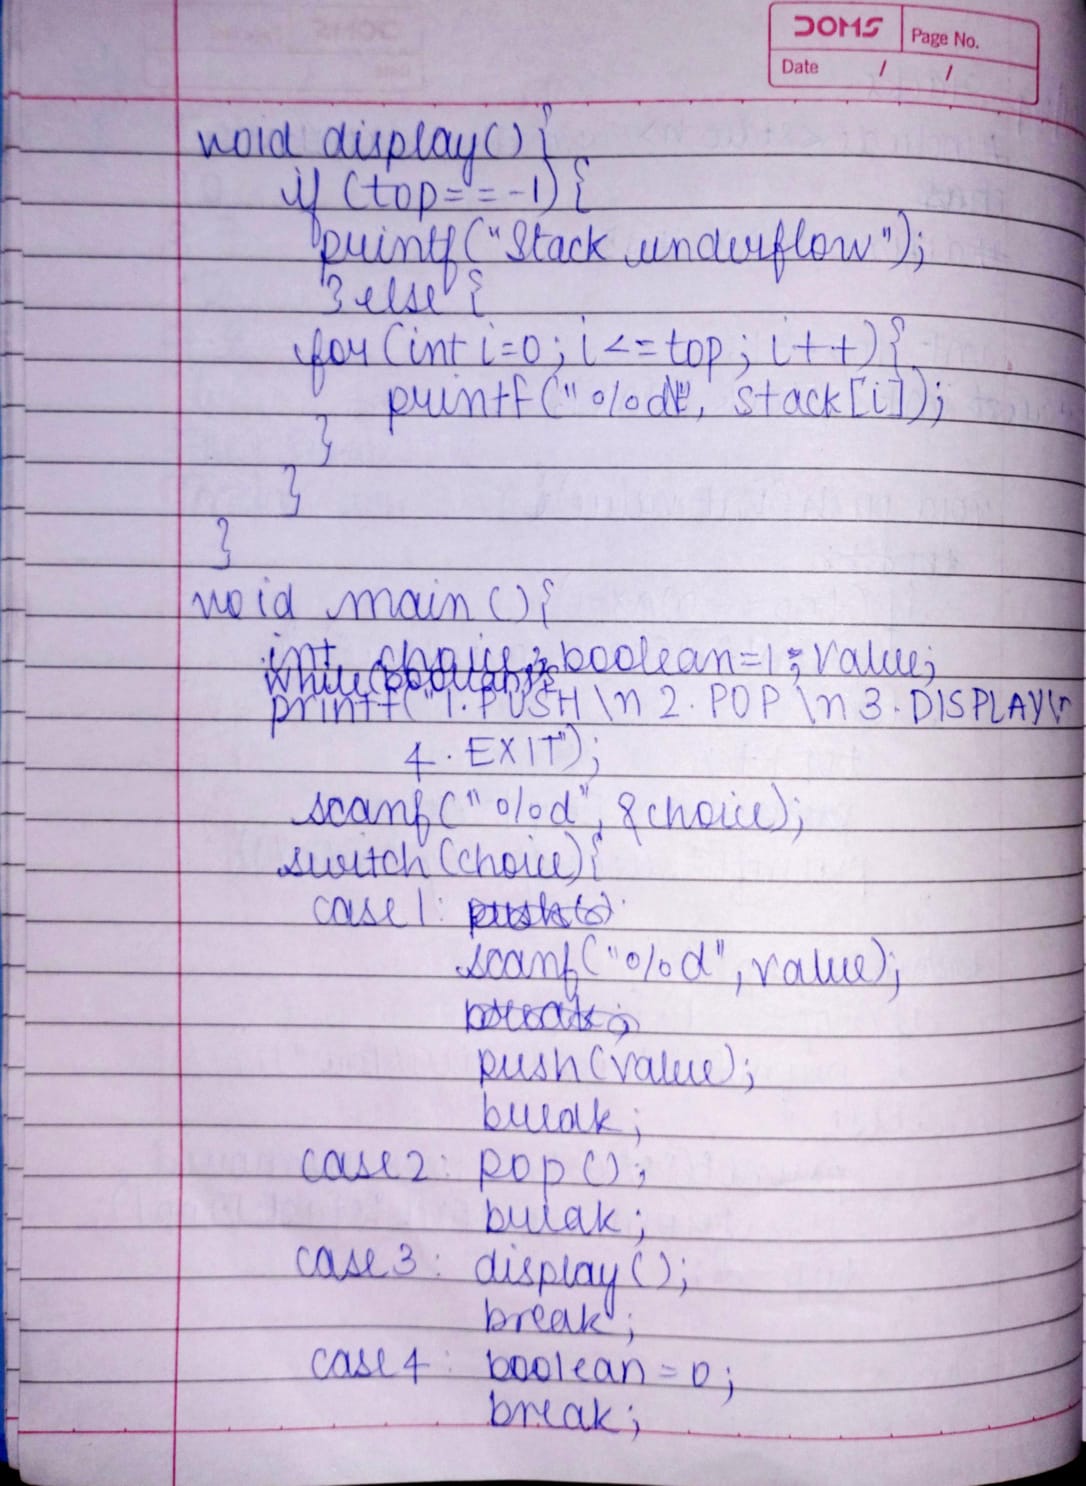 DOMS Page No.
Date / /
void display(){
if (top==-1){
printf("Stack underflow");
}else{
for(int i=0; i<=top; i++){
printf("%d", stack[i]);
}
}
}
void main(){
int choice, boolean=1, value;
while(boolean){
printf("1. PUSH \n 2. POP \n 3. DISPLAY\n
4. EXIT");
scanf("%d", &choice);
switch(choice){
case 1:
scanf("%d", value);
push(value);
break;
case 2: pop();
break;
case 3: display();
break;
case 4: boolean=0;
break;